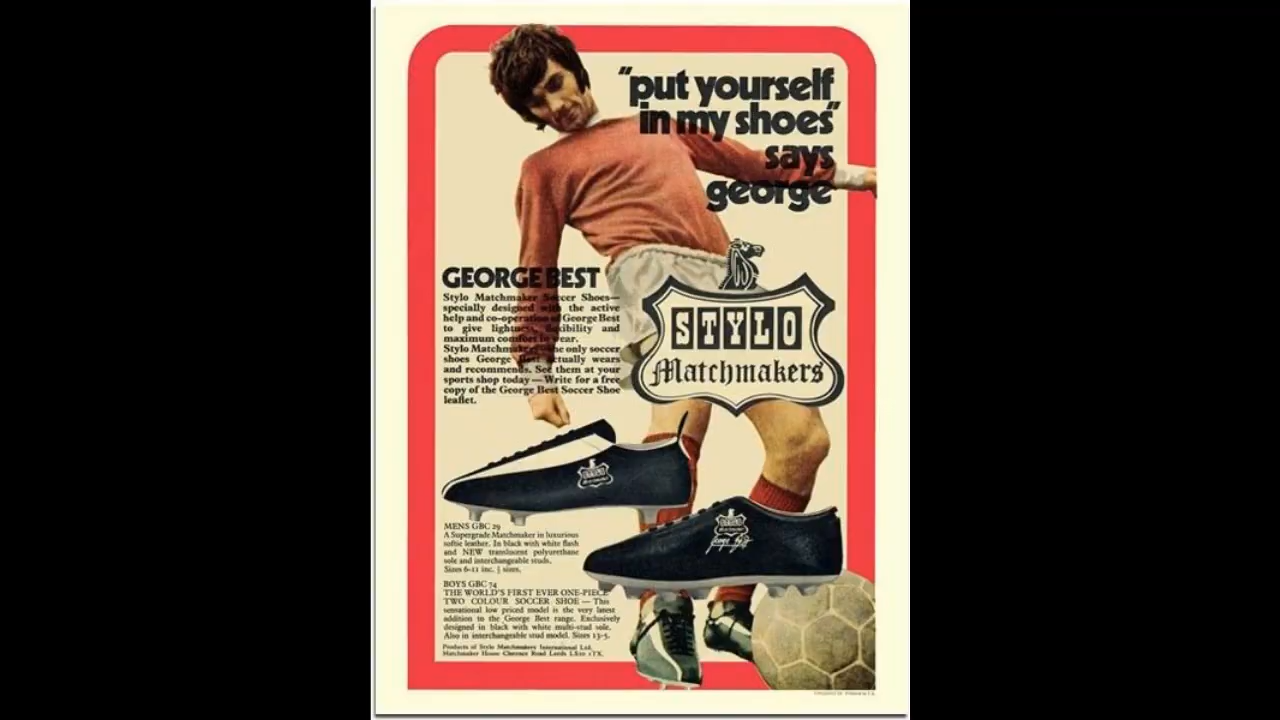 "put yourself
in my shoes"
says
george
GEORGE BEST
Stylo Matchmaker Soccer Shoes—
specially designed with the active
help and co-operation of George Best
to give lightness, flexibility and
maximum comfort in wear.
Stylo Matchmakers—the only soccer
shoes George Best actually wears
and recommends. See them at your
sports shop today — Write for a free
copy of the George Best Soccer Shoe
leaflet.
STYLO
Matchmakers
MENS GBC 29
A Supergrade Matchmaker in luxurious
softie leather. In black with white flash
and NEW translucent polyurethane
sole and interchangeable studs.
Sizes 6-11 inc. ½ sizes.
BOYS GBC 74
THE WORLD'S FIRST EVER ONE-PIECE
TWO COLOUR SOCCER SHOE — This
sensational low priced model is the very latest
addition to the George Best range. Exclusively
designed in black with white multi-stud sole.
Also in interchangeable stud model. Sizes 13-5.
Products of Stylo Matchmakers International Ltd.
Matchmaker House Clarence Road Leeds LS10 1TX.
STYLO
Matchmakers
STYLO
Matchmakers
George Best